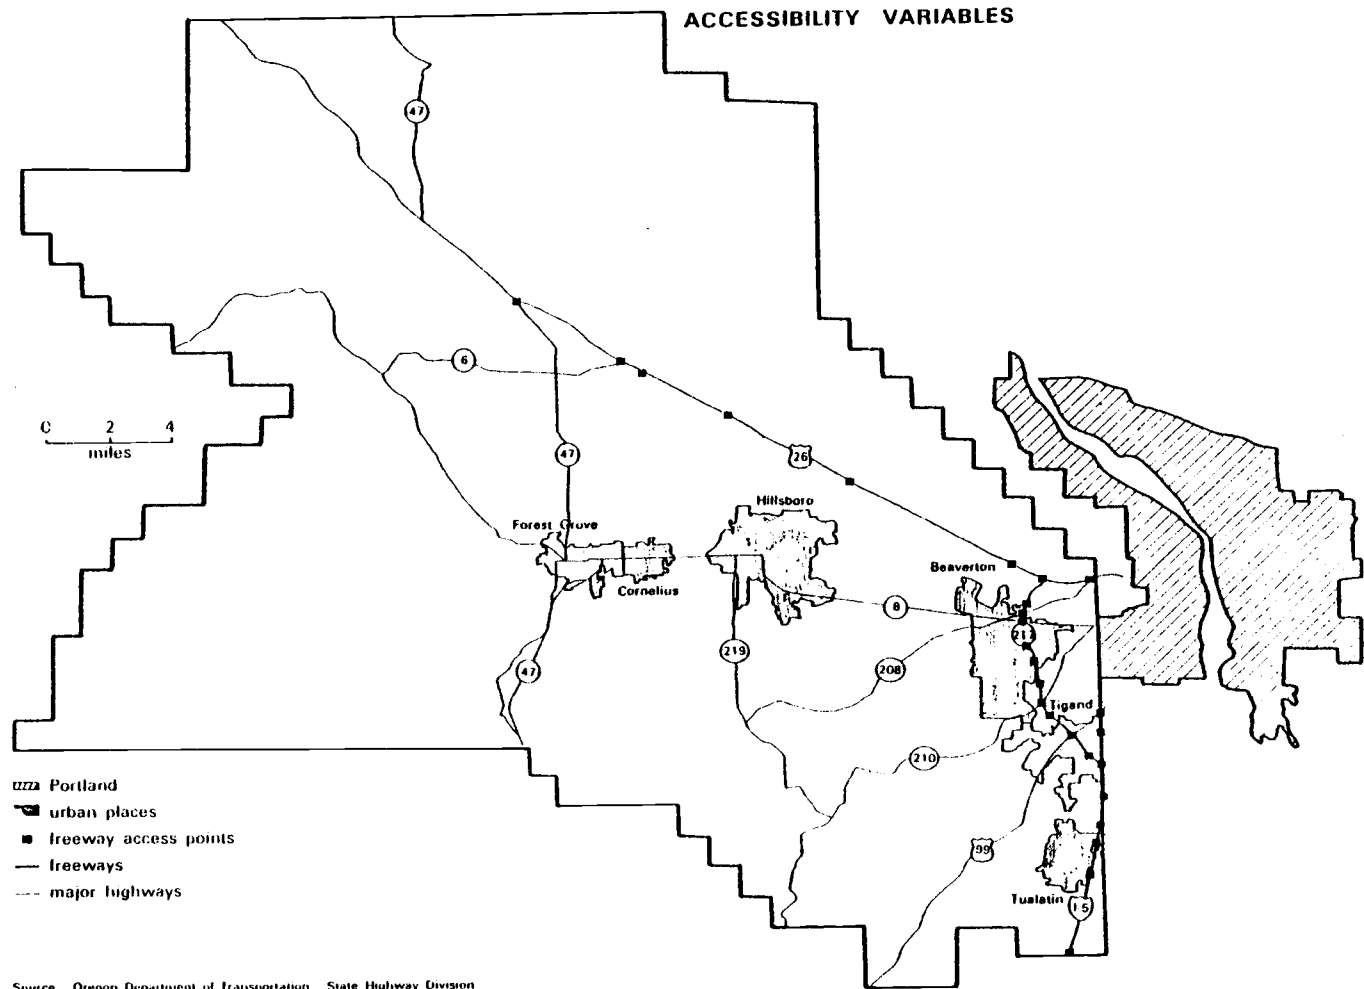 ACCESSIBILITY VARIABLES
47
6
0 2 4
miles
47
26
Hillsboro
Forest Grove
Cornelius
Beaverton
8
217
219
47
208
Tigand
210
99
Tualatin
I-5
Portland
urban places
freeway access points
freeways
major highways
Source Oregon Department of Transportation State Highway Division